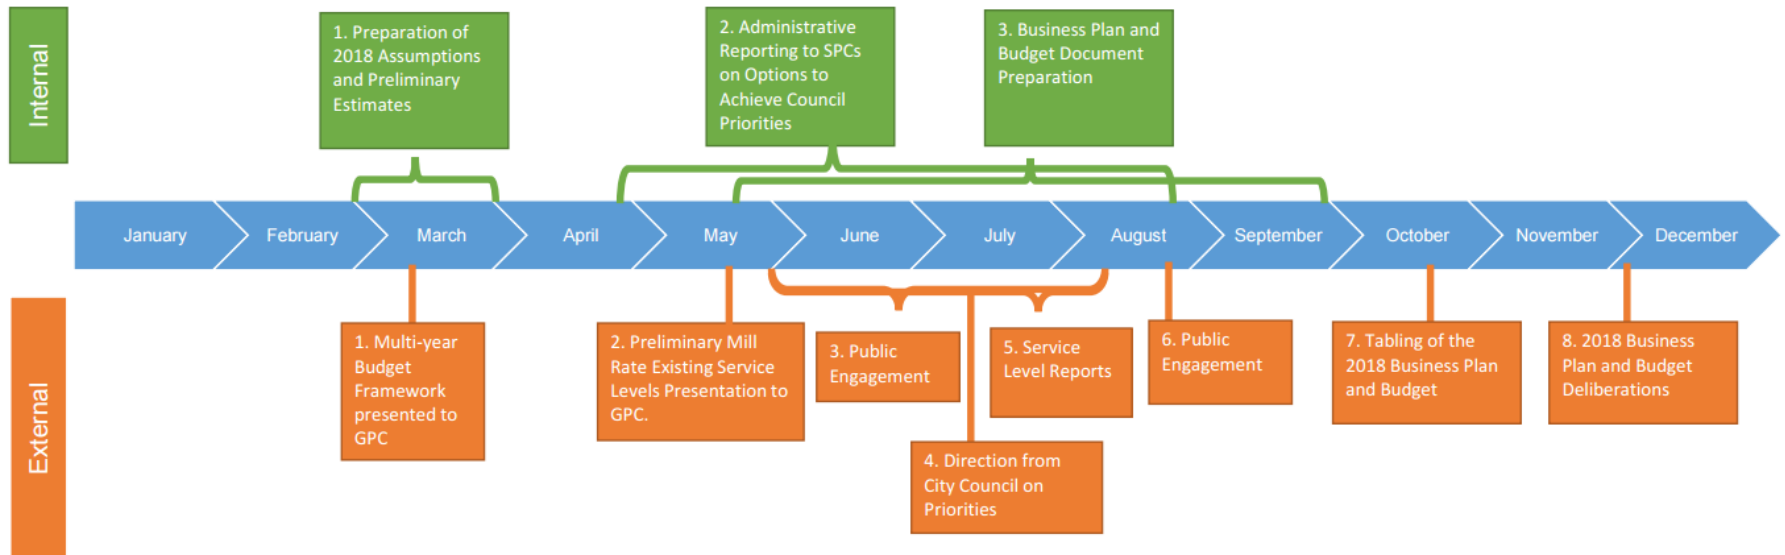 Internal
1. Preparation of
2018 Assumptions
and Preliminary
Estimates
2. Administrative
Reporting to SPCs
on Options to
Achieve Council
Priorities
3. Business Plan and
Budget Document
Preparation
January
February
March
April
May
June
July
August
September
October
November
December
External
1. Multi-year
Budget
Framework
presented to
GPC
2. Preliminary Mill
Rate Existing Service
Levels Presentation to
GPC.
3. Public
Engagement
4. Direction from
City Council on
Priorities
5. Service
Level Reports
6. Public
Engagement
7. Tabling of the
2018 Business Plan
and Budget
8. 2018 Business
Plan and Budget
Deliberations